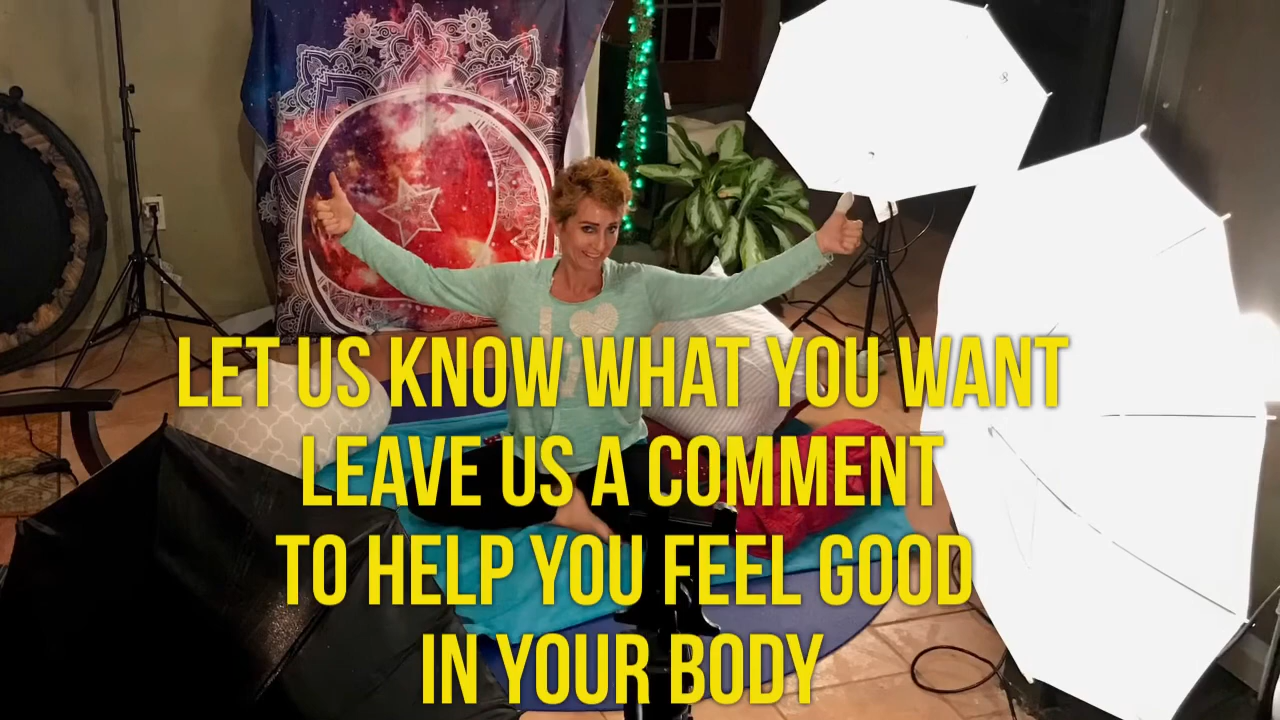 LET US KNOW WHAT YOU WANT
LEAVE US A COMMENT
TO HELP YOU FEEL GOOD
IN YOUR BODY